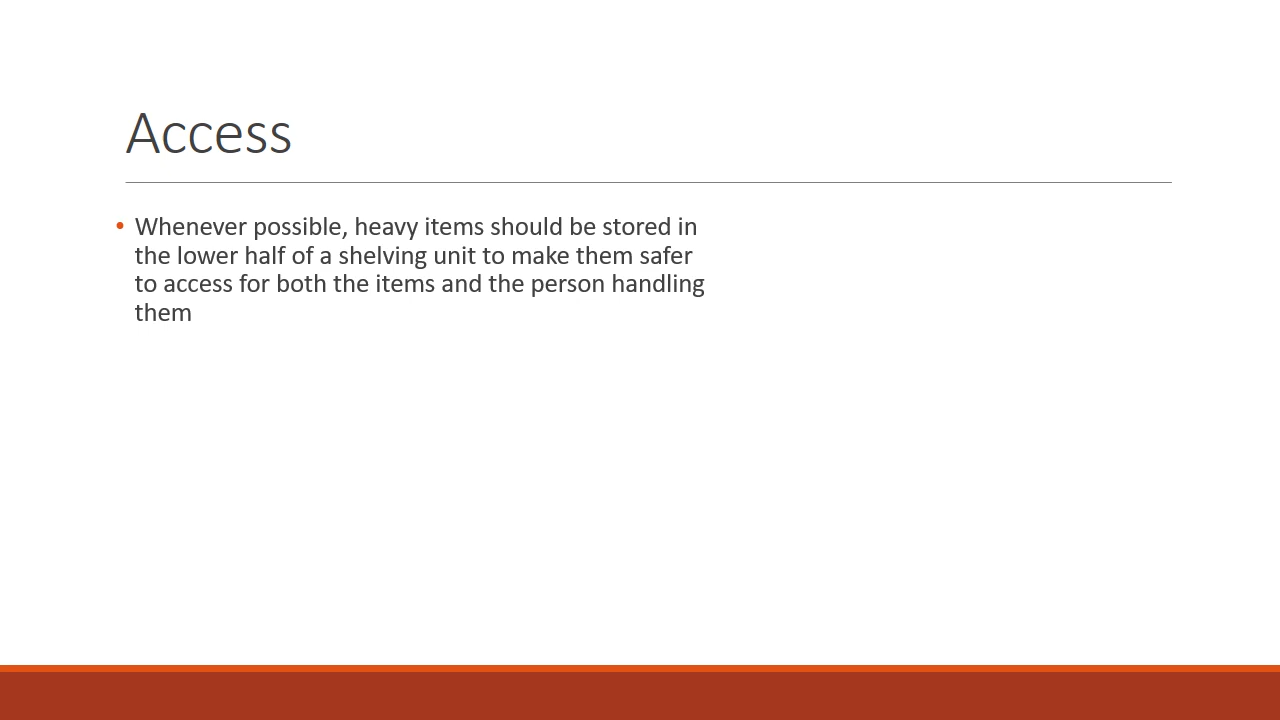 Access
• Whenever possible, heavy items should be stored in
the lower half of a shelving unit to make them safer
to access for both the items and the person handling
them